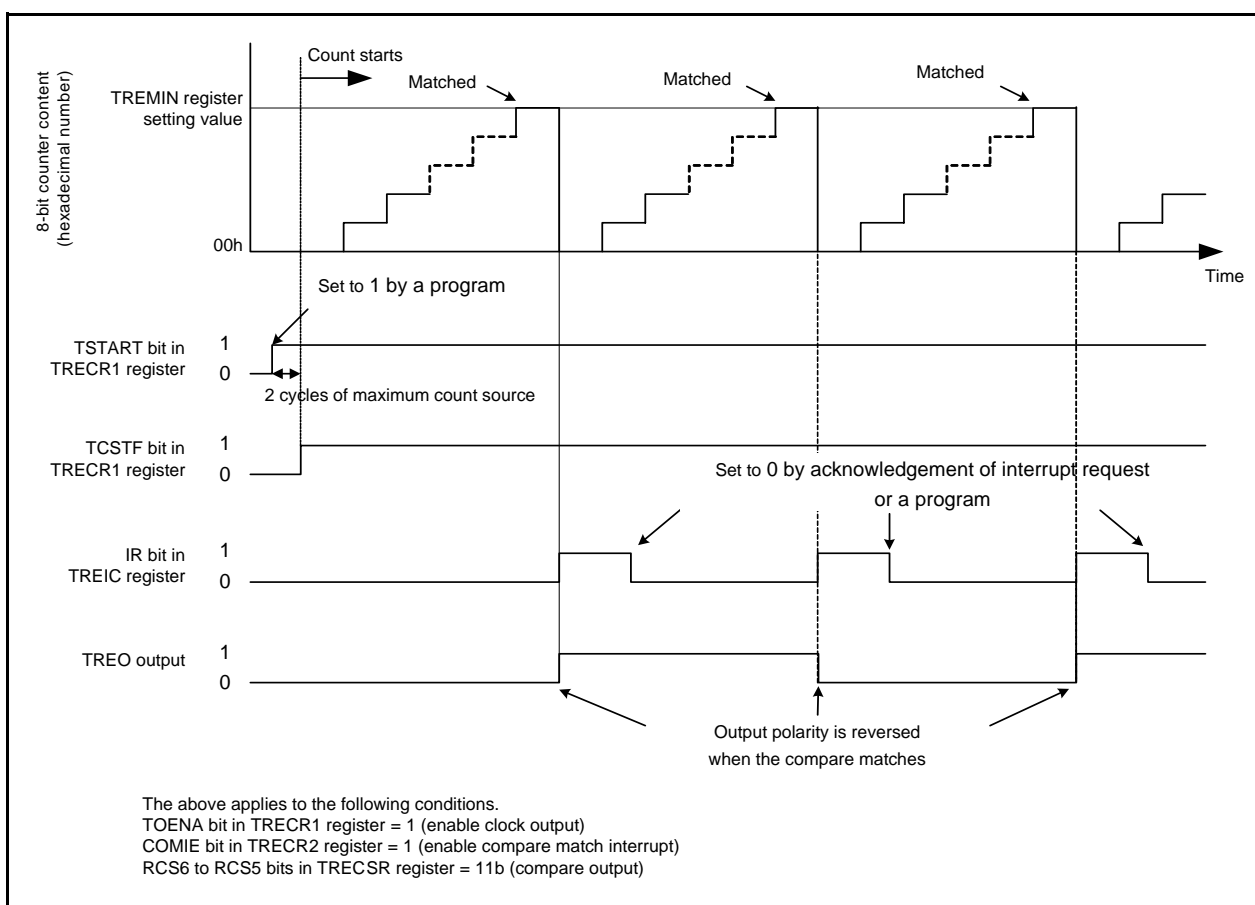 Count starts
8-bit counter content
(hexadecimal number)
TREMIN register
setting value
Matched
Matched
Matched
00h
Time
Set to 1 by a program
TSTART bit in
TRECR1 register
1
0
2 cycles of maximum count source
TCSTF bit in
TRECR1 register
1
0
Set to 0 by acknowledgement of interrupt request
or a program
IR bit in
TREIC register
1
0
TREO output
1
0
Output polarity is reversed
when the compare matches
The above applies to the following conditions.
TOENA bit in TRECR1 register = 1 (enable clock output)
COMIE bit in TRECR2 register = 1 (enable compare match interrupt)
RCS6 to RCS5 bits in TRECSR register = 11b (compare output)